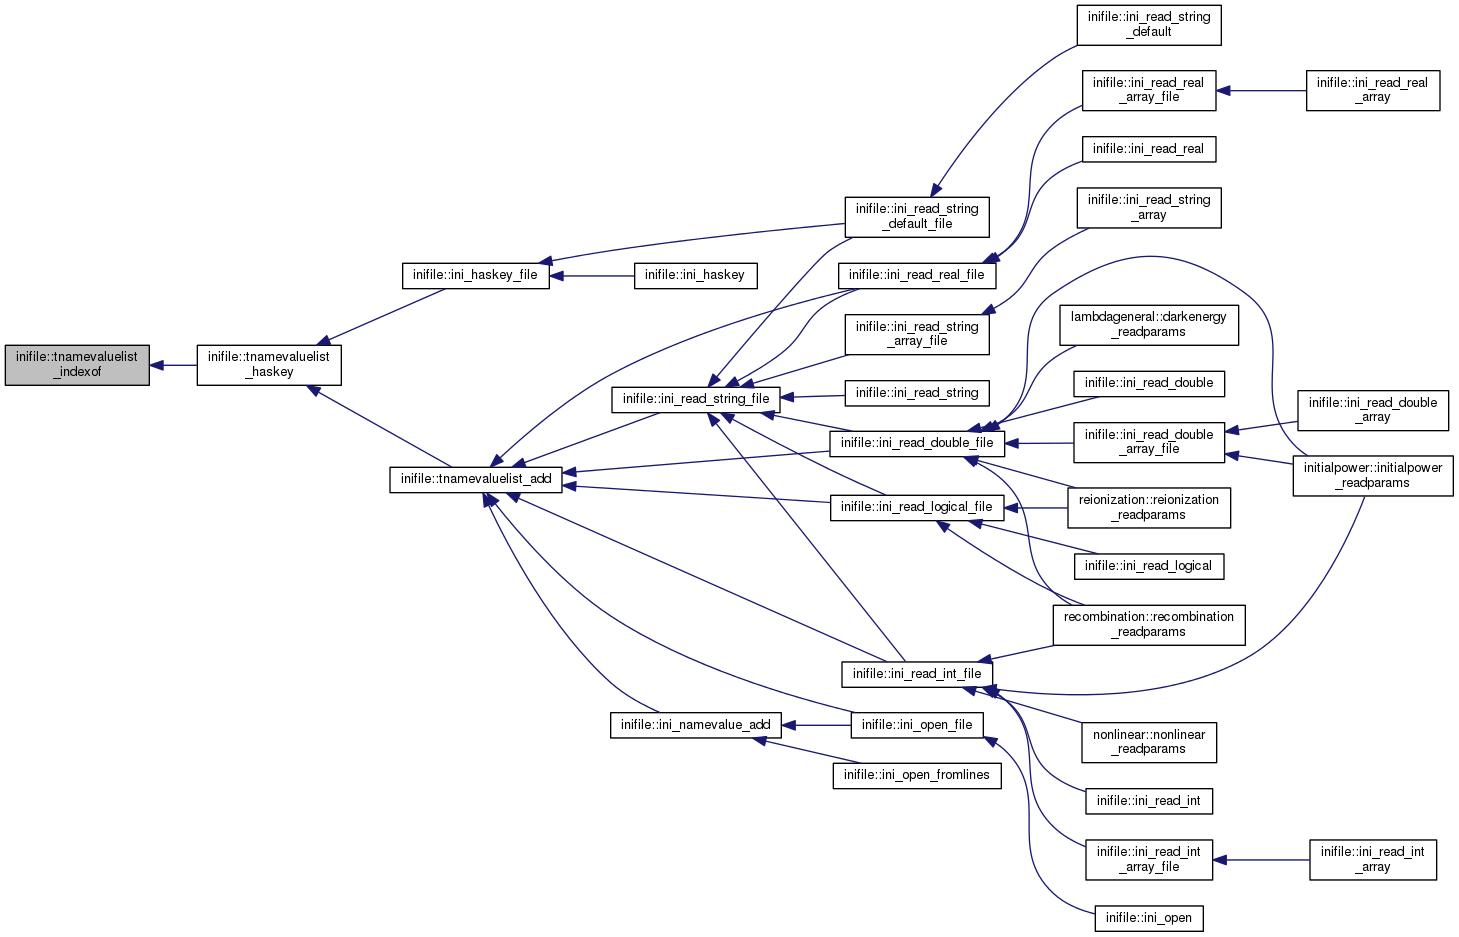 inifile::ini_read_string
_default
inifile::ini_read_real
_array_file
inifile::ini_read_real
_array
inifile::ini_read_real
inifile::ini_read_string
_array
inifile::ini_read_string
_default_file
inifile::ini_haskey_file
inifile::ini_haskey
inifile::ini_read_real_file
lambdageneral::darkenergy
_readparams
inifile::ini_read_string
_array_file
inifile::tnamevaluelist
_indexof
inifile::tnamevaluelist
_haskey
inifile::ini_read_string_file
inifile::ini_read_string
inifile::ini_read_double
inifile::ini_read_double
_array
inifile::ini_read_double_file
inifile::ini_read_double
_array_file
initialpower::initialpower
_readparams
inifile::tnamevaluelist_add
inifile::ini_read_logical_file
reionization::reionization
_readparams
inifile::ini_read_logical
recombination::recombination
_readparams
inifile::ini_read_int_file
inifile::ini_namevalue_add
inifile::ini_open_file
nonlinear::nonlinear
_readparams
inifile::ini_open_fromlines
inifile::ini_read_int
inifile::ini_read_int
_array_file
inifile::ini_read_int
_array
inifile::ini_open